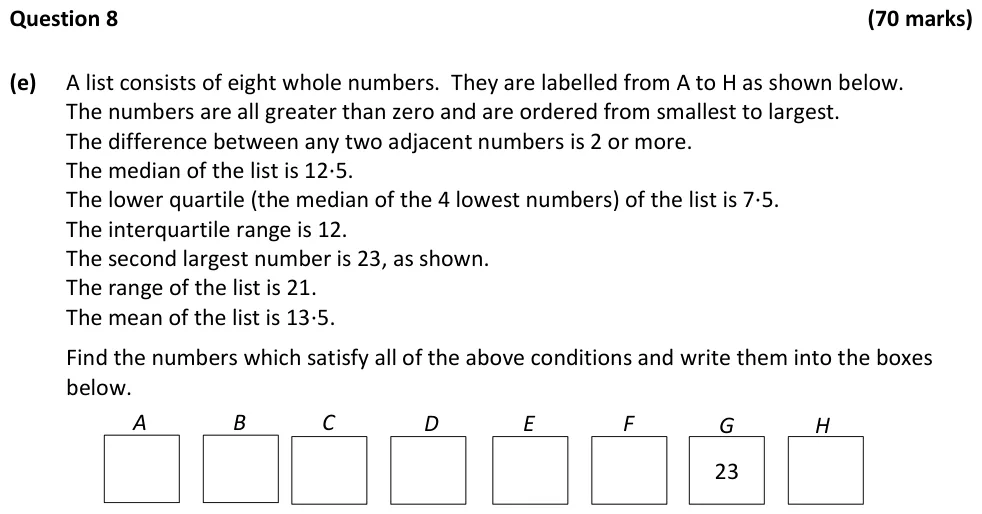 Question 8 (70 marks)
(e) A list consists of eight whole numbers. They are labelled from A to H as shown below.
The numbers are all greater than zero and are ordered from smallest to largest.
The difference between any two adjacent numbers is 2 or more.
The median of the list is 12·5.
The lower quartile (the median of the 4 lowest numbers) of the list is 7·5.
The interquartile range is 12.
The second largest number is 23, as shown.
The range of the list is 21.
The mean of the list is 13·5.
Find the numbers which satisfy all of the above conditions and write them into the boxes
below.
A B C D E F G H
23